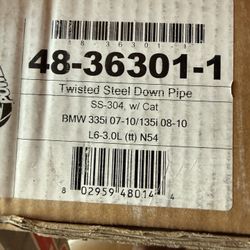 48-36301-1
48-36301-1
Twisted Steel Down Pipe
SS-304, w/ Cat
BMW 335i 07-10/135i 08-10
L6-3.0L (tt) N54
8 02959 48014 4